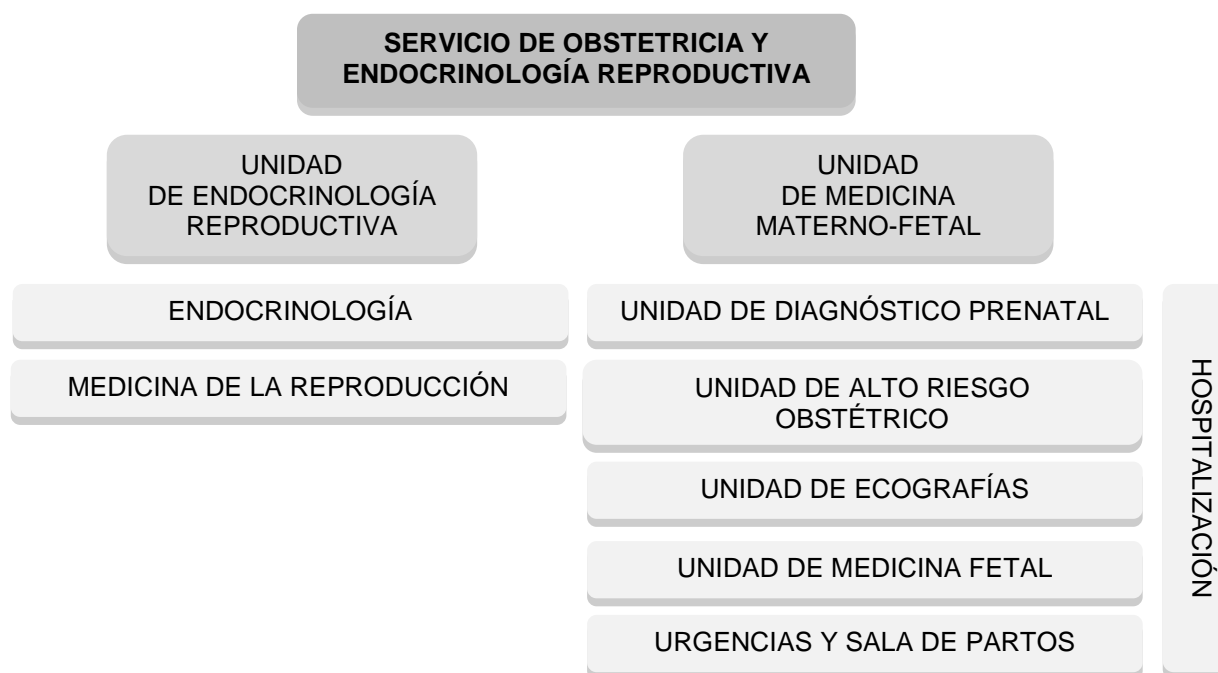 SERVICIO DE OBSTETRICIA Y
ENDOCRINOLOGÍA REPRODUCTIVA
UNIDAD
DE ENDOCRINOLOGÍA
REPRODUCTIVA
UNIDAD
DE MEDICINA
MATERNO-FETAL
ENDOCRINOLOGÍA
MEDICINA DE LA REPRODUCCIÓN
UNIDAD DE DIAGNÓSTICO PRENATAL
UNIDAD DE ALTO RIESGO
OBSTÉTRICO
UNIDAD DE ECOGRAFÍAS
UNIDAD DE MEDICINA FETAL
URGENCIAS Y SALA DE PARTOS
HOSPITALIZACIÓN